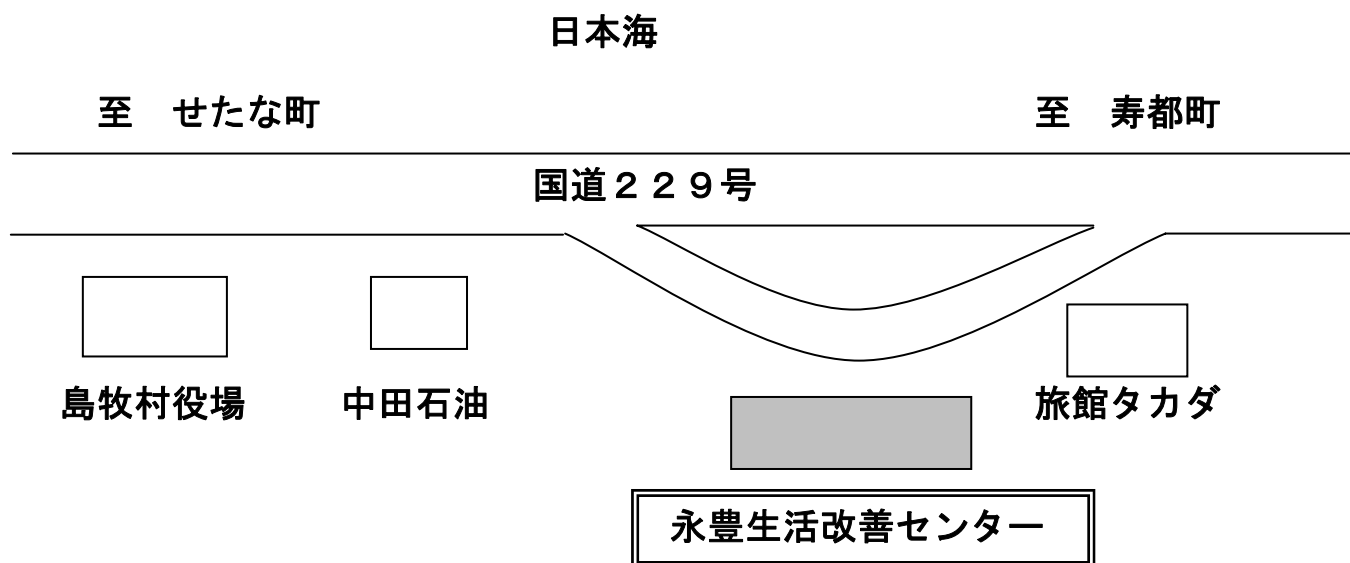 日本海
至　せたな町
至　寿都町
国道２２９号
島牧村役場
中田石油
旅館タカダ
永豊生活改善センター